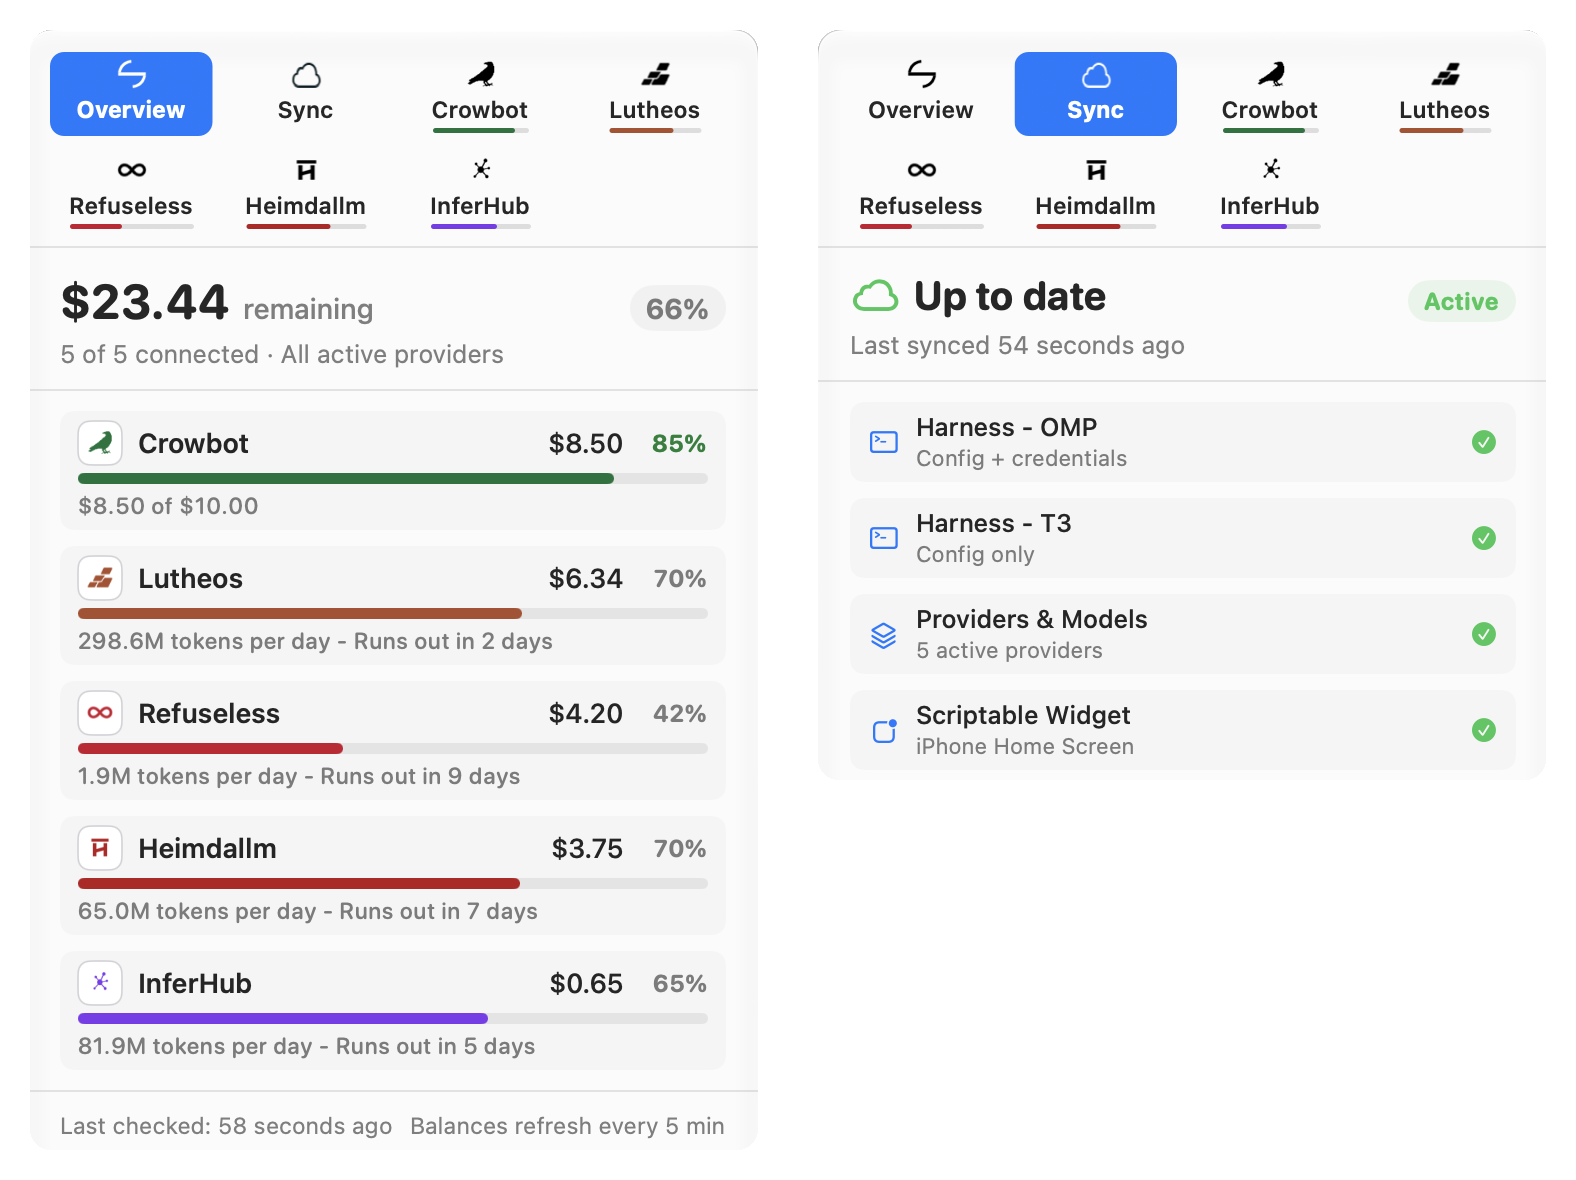 Overview
Sync
Crowbot
Lutheos
Refuseless
Heimdallm
InferHub
$23.44 remaining
66%
5 of 5 connected · All active providers
Crowbot $8.50 85%
$8.50 of $10.00
Lutheos $6.34 70%
298.6M tokens per day - Runs out in 2 days
Refuseless $4.20 42%
1.9M tokens per day - Runs out in 9 days
Heimdallm $3.75 70%
65.0M tokens per day - Runs out in 7 days
InferHub $0.65 65%
81.9M tokens per day - Runs out in 5 days
Last checked: 58 seconds ago
Balances refresh every 5 min
Overview
Sync
Crowbot
Lutheos
Refuseless
Heimdallm
InferHub
Up to date
Active
Last synced 54 seconds ago
Harness - OMP
Config + credentials
Harness - T3
Config only
Providers & Models
5 active providers
Scriptable Widget
iPhone Home Screen